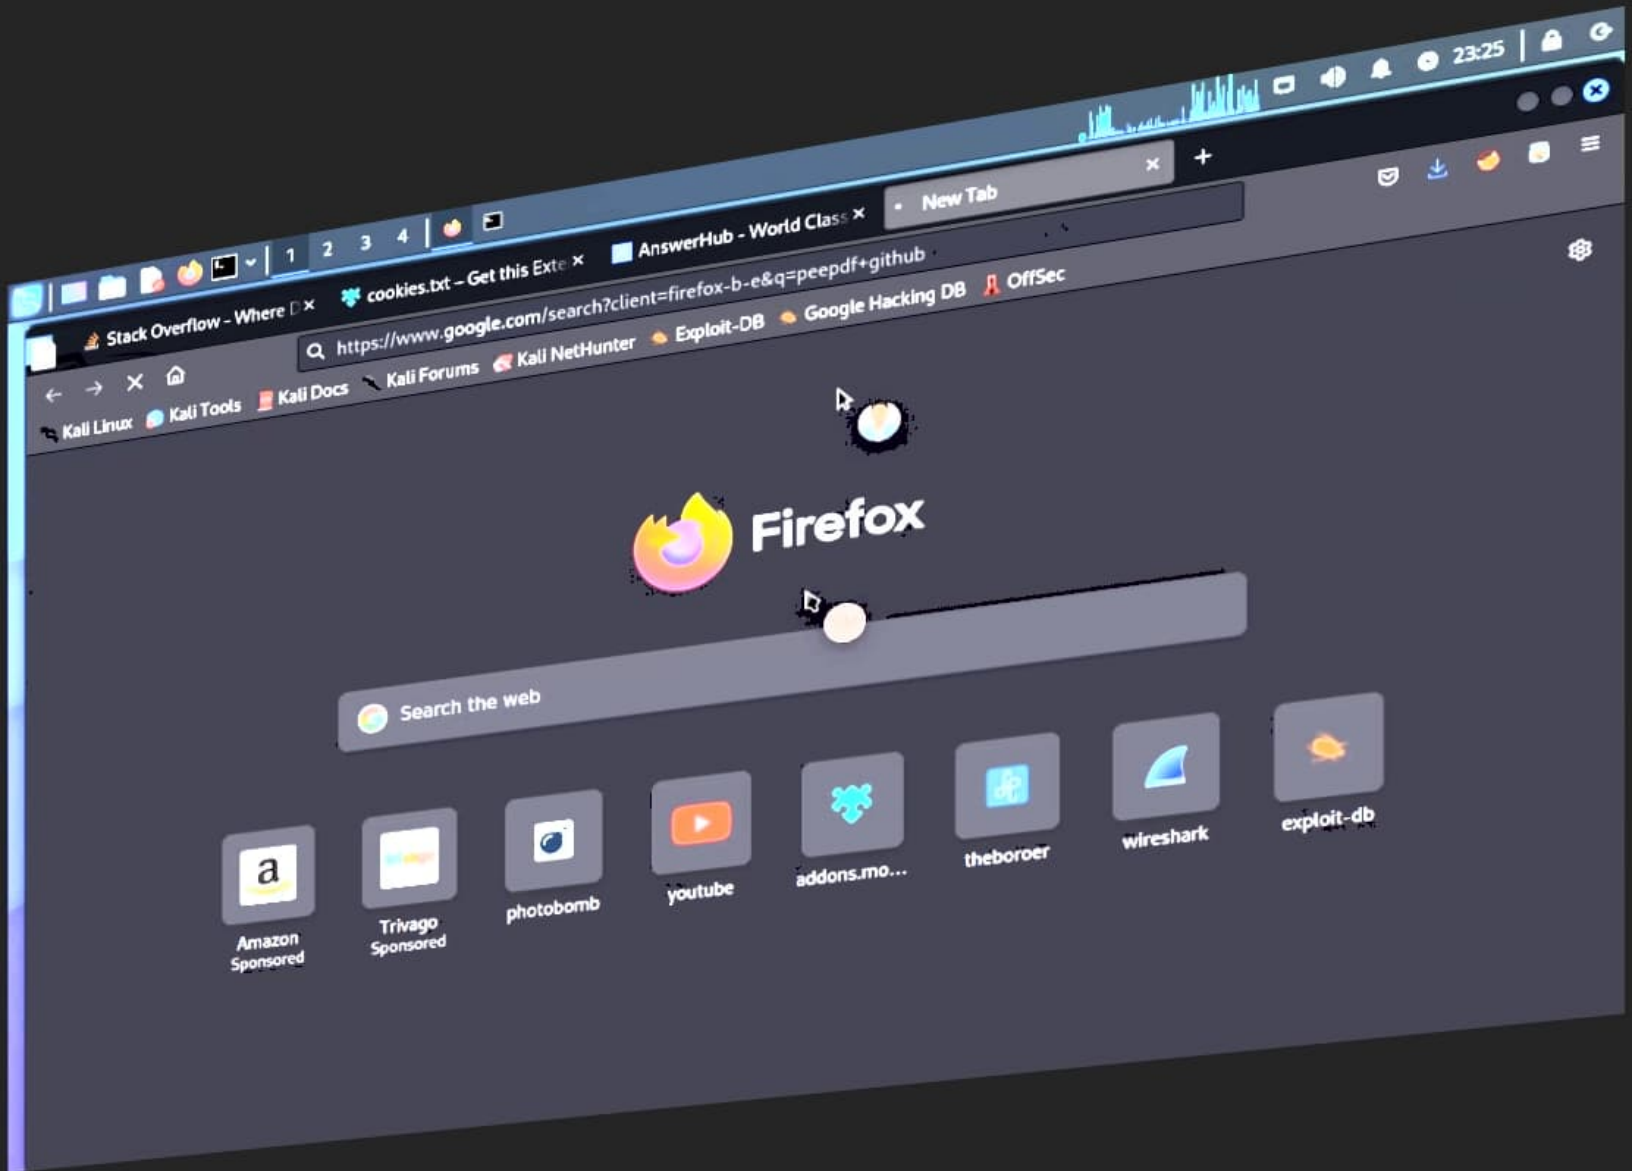 23:25
1 2 3 4
Stack Overflow - Where D
cookies.txt - Get this Exte
AnswerHub - World Class
New Tab
https://www.google.com/search?client=firefox-b-e&q=peepdf+github
Kali Linux
Kali Tools
Kali Docs
Kali Forums
Kali NetHunter
Exploit-DB
Google Hacking DB
OffSec
Firefox
Search the web
a
Amazon
Sponsored
Trivago
Sponsored
photobomb
youtube
addons.mo...
theboroer
wireshark
exploit-db